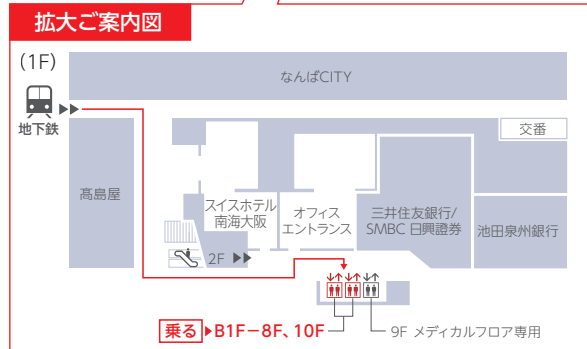 拡大ご案内図
(1F)
なんばCITY
地下鉄
交番
髙島屋
スイスホテル
南海大阪
オフィス
エントランス
三井住友銀行/
SMBC 日興證券
池田泉州銀行
2F
乗る B1F-8F、10F
9F メディカルフロア専用